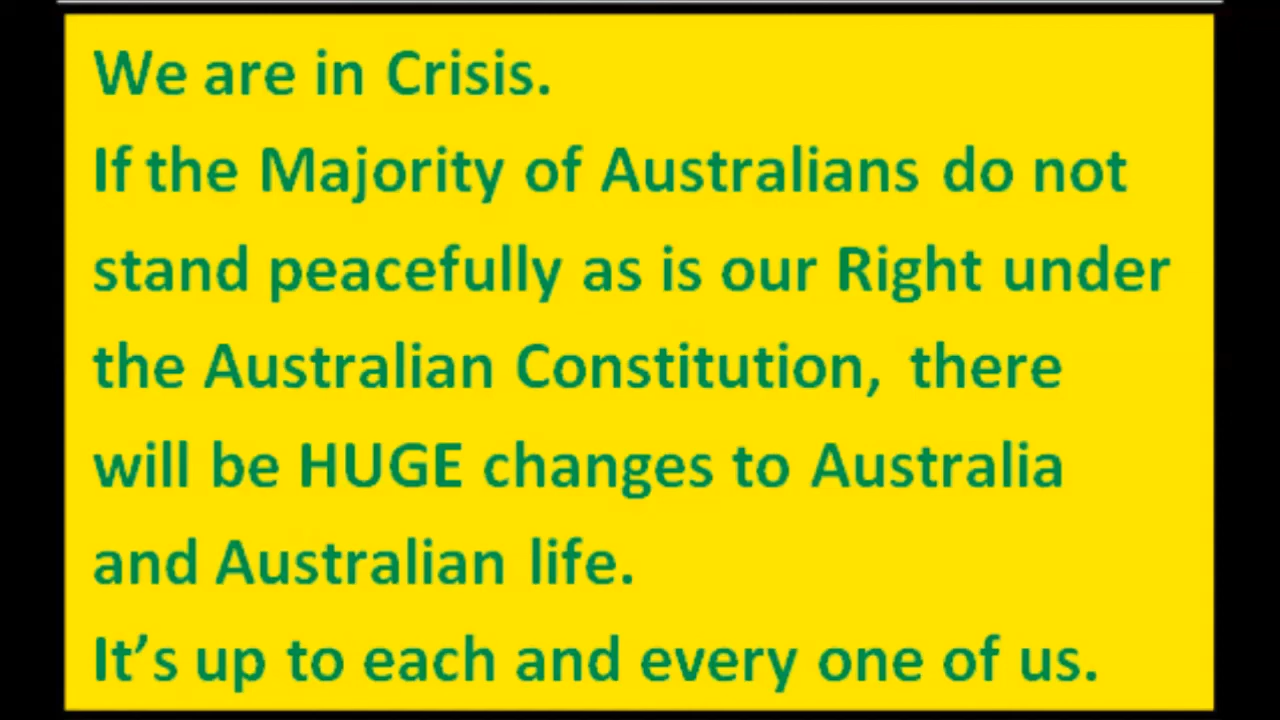 We are in Crisis.
If the Majority of Australians do not
stand peacefully as is our Right under
the Australian Constitution, there
will be HUGE changes to Australia
and Australian life.
It’s up to each and every one of us.